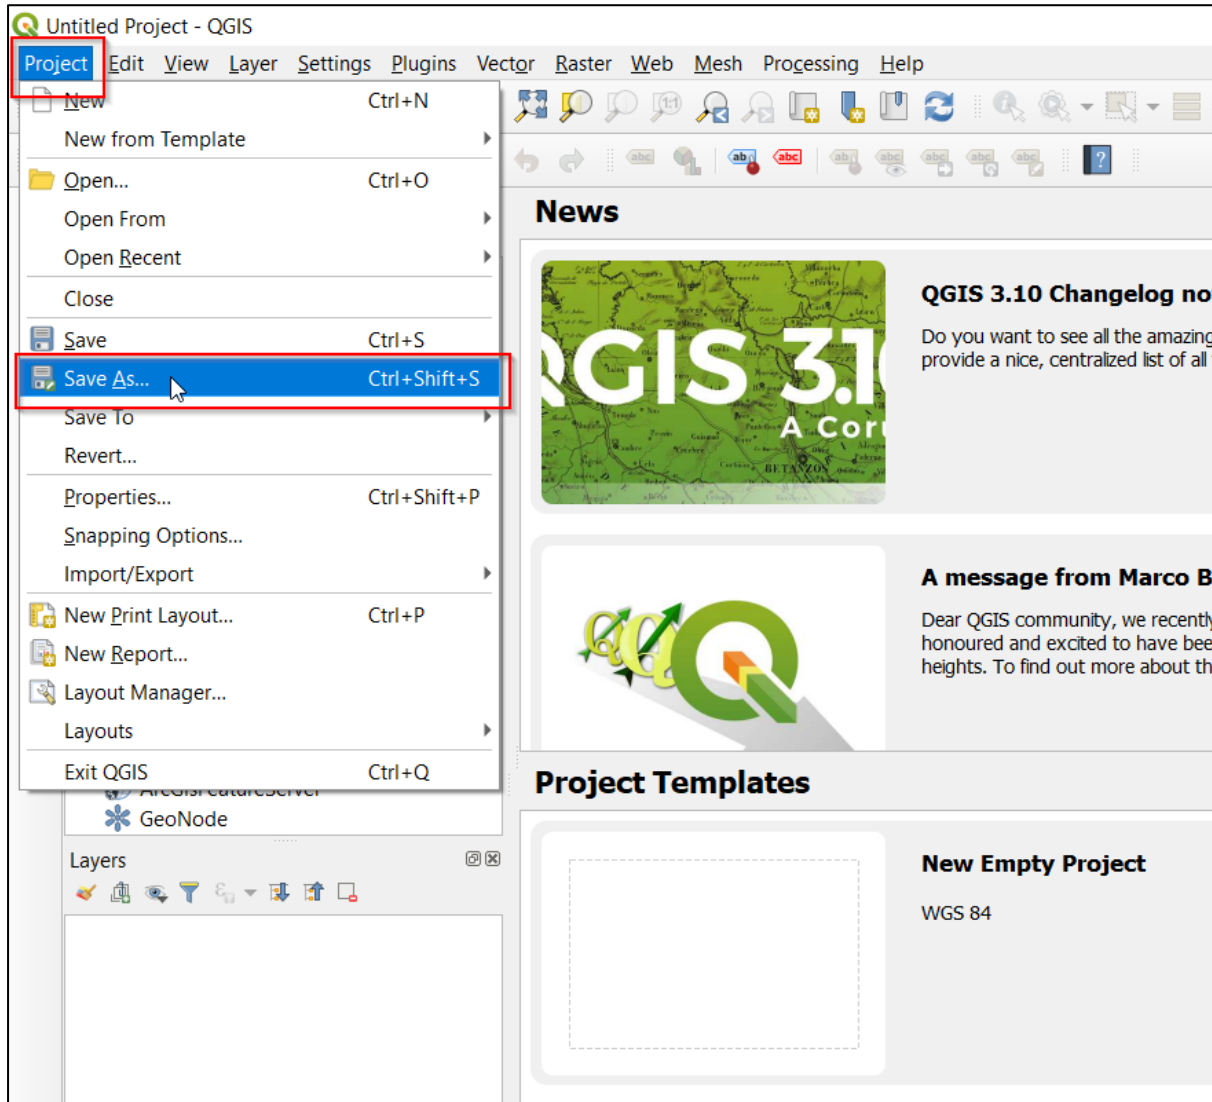 Untitled Project - QGIS
Project Edit View Layer Settings Plugins Vector Raster Web Mesh Processing Help
New Ctrl+N
New from Template
Open... Ctrl+O
Open From
Open Recent
Close
Save Ctrl+S
Save As... Ctrl+Shift+S
Save To
Revert...
Properties... Ctrl+Shift+P
Snapping Options...
Import/Export
New Print Layout... Ctrl+P
New Report...
Layout Manager...
Layouts
Exit QGIS Ctrl+Q
ArcGisFeatureServer
GeoNode
Layers
News
QGIS 3.1
A Cor
BETANZOS
QGIS 3.10 Changelog no
Do you want to see all the amazing
provide a nice, centralized list of all
A message from Marco B
Dear QGIS community, we recently
honoured and excited to have bee
heights. To find out more about th
Project Templates
New Empty Project
WGS 84